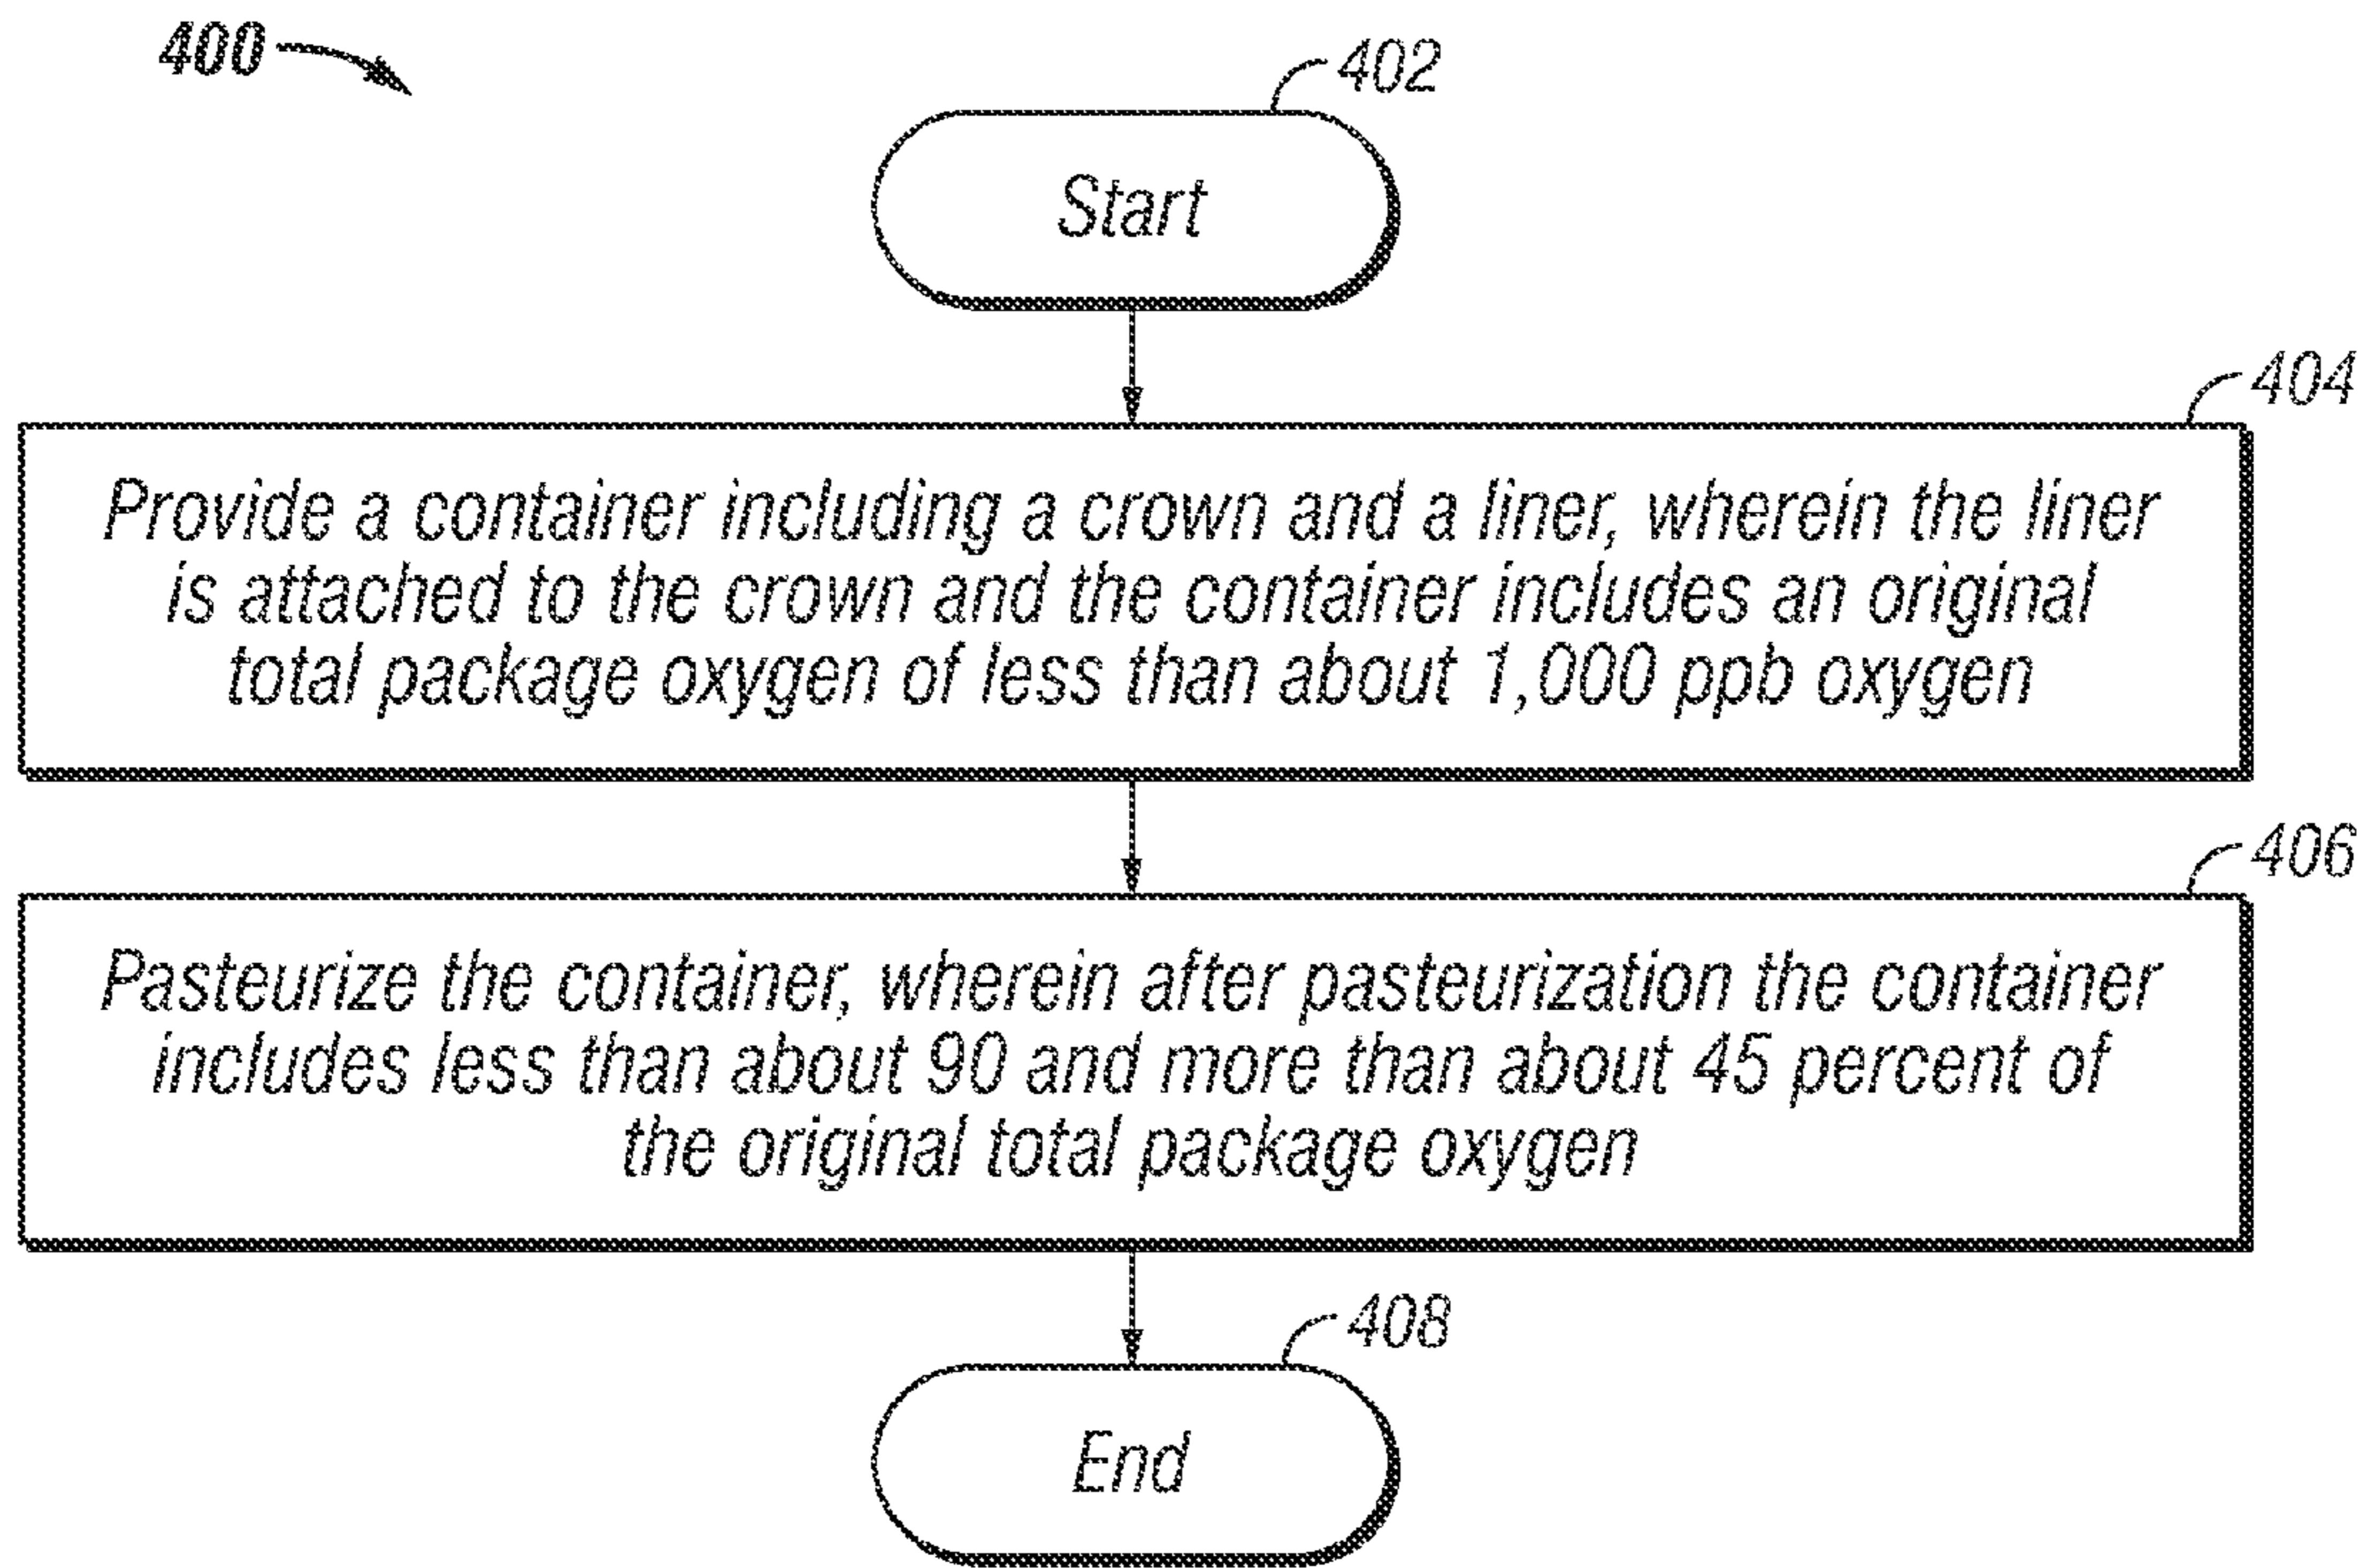 400
402
Start
404
Provide a container including a crown and a liner, wherein the liner
is attached to the crown and the container includes an original
total package oxygen of less than about 1,000 ppb oxygen
406
Pasteurize the container, wherein after pasteurization the container
includes less than about 90 and more than about 45 percent of
the original total package oxygen
408
End